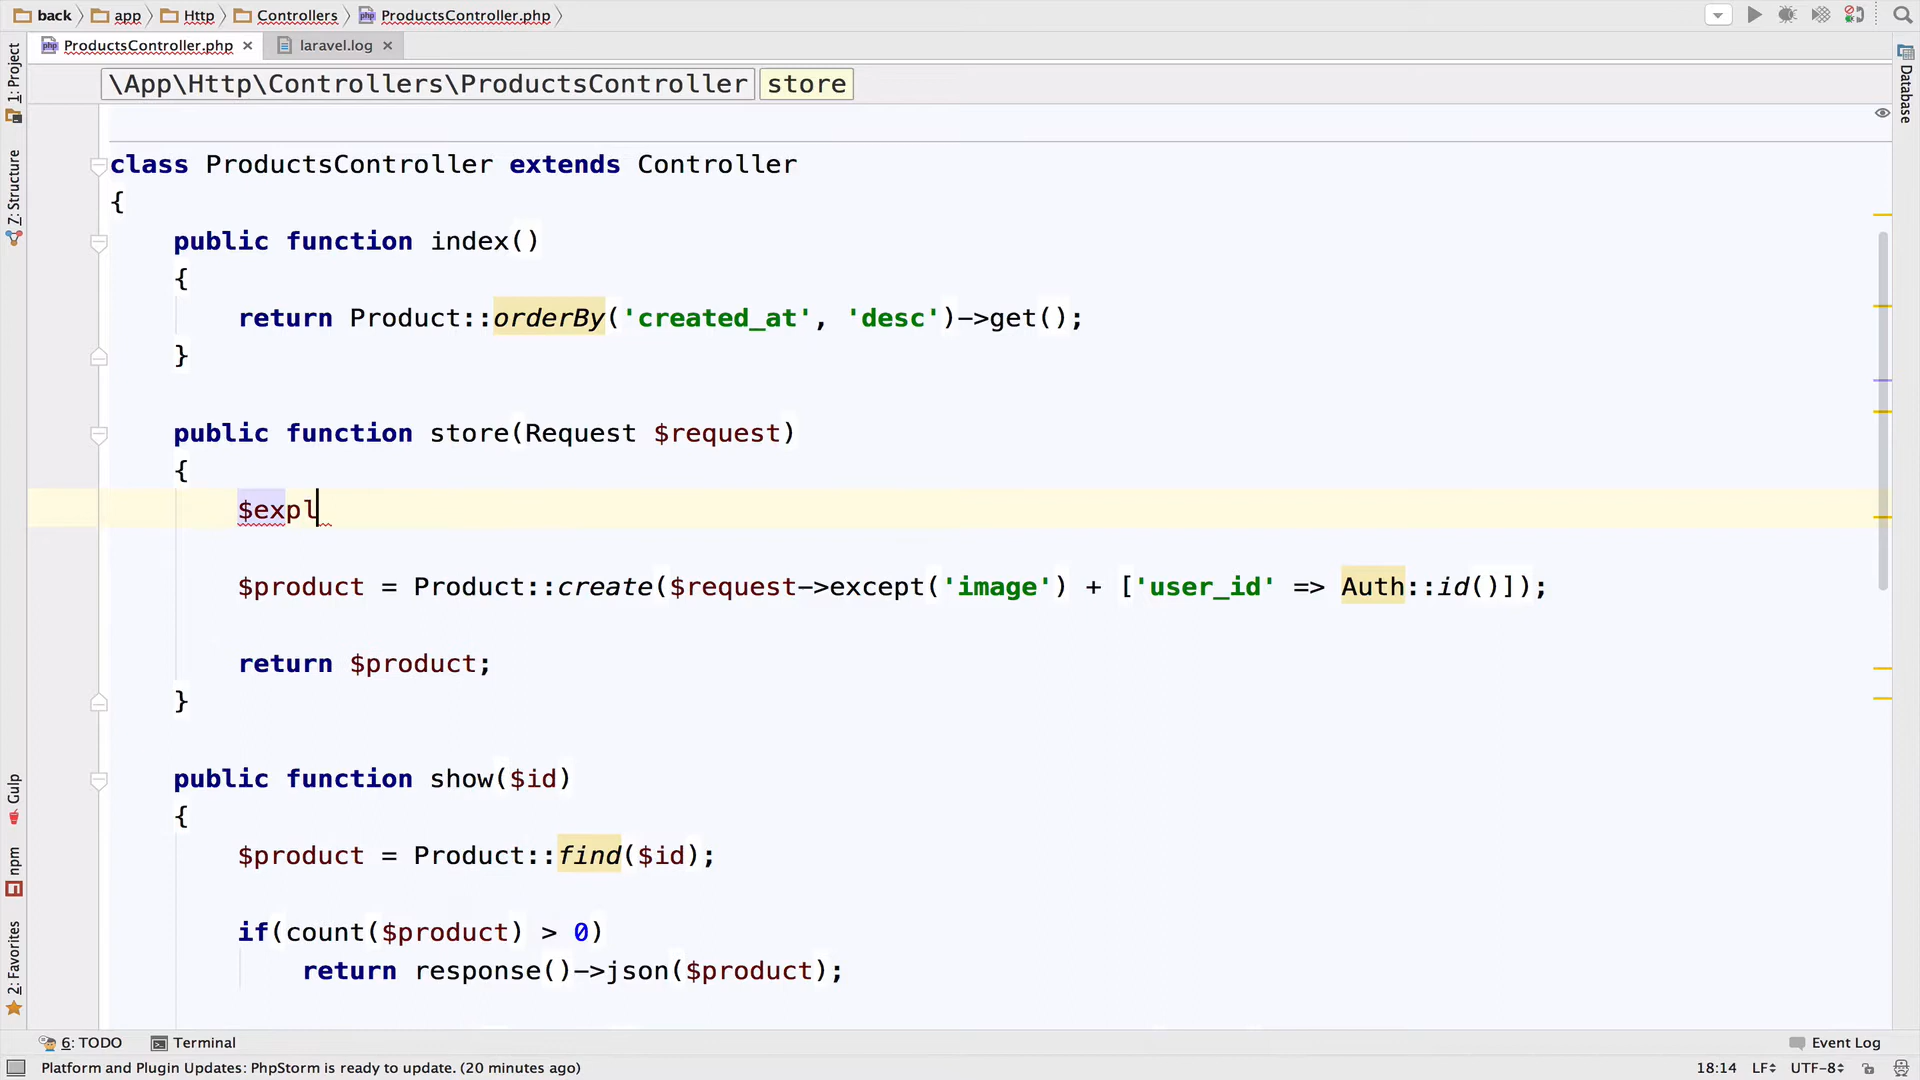 back app Http Controllers ProductsController.php
ProductsController.php laravel.log
1: Project
7: Structure
Gulp
npm
2: Favorites
Database
\App\Http\Controllers\ProductsController store
class ProductsController extends Controller
{
public function index()
{
return Product::orderBy('created_at', 'desc')->get();
}
public function store(Request $request)
{
$expl
$product = Product::create($request->except('image') + ['user_id' => Auth::id()]);
return $product;
}
public function show($id)
{
$product = Product::find($id);
if(count($product) > 0)
return response()->json($product);
6: TODO Terminal Event Log
Platform and Plugin Updates: PhpStorm is ready to update. (20 minutes ago) 18:14 LF UTF-8